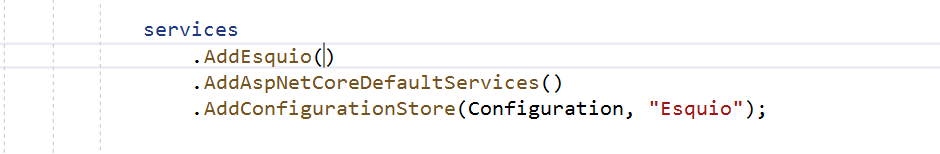 services
.AddEsquio()
.AddAspNetCoreDefaultServices()
.AddConfigurationStore(Configuration, "Esquio");